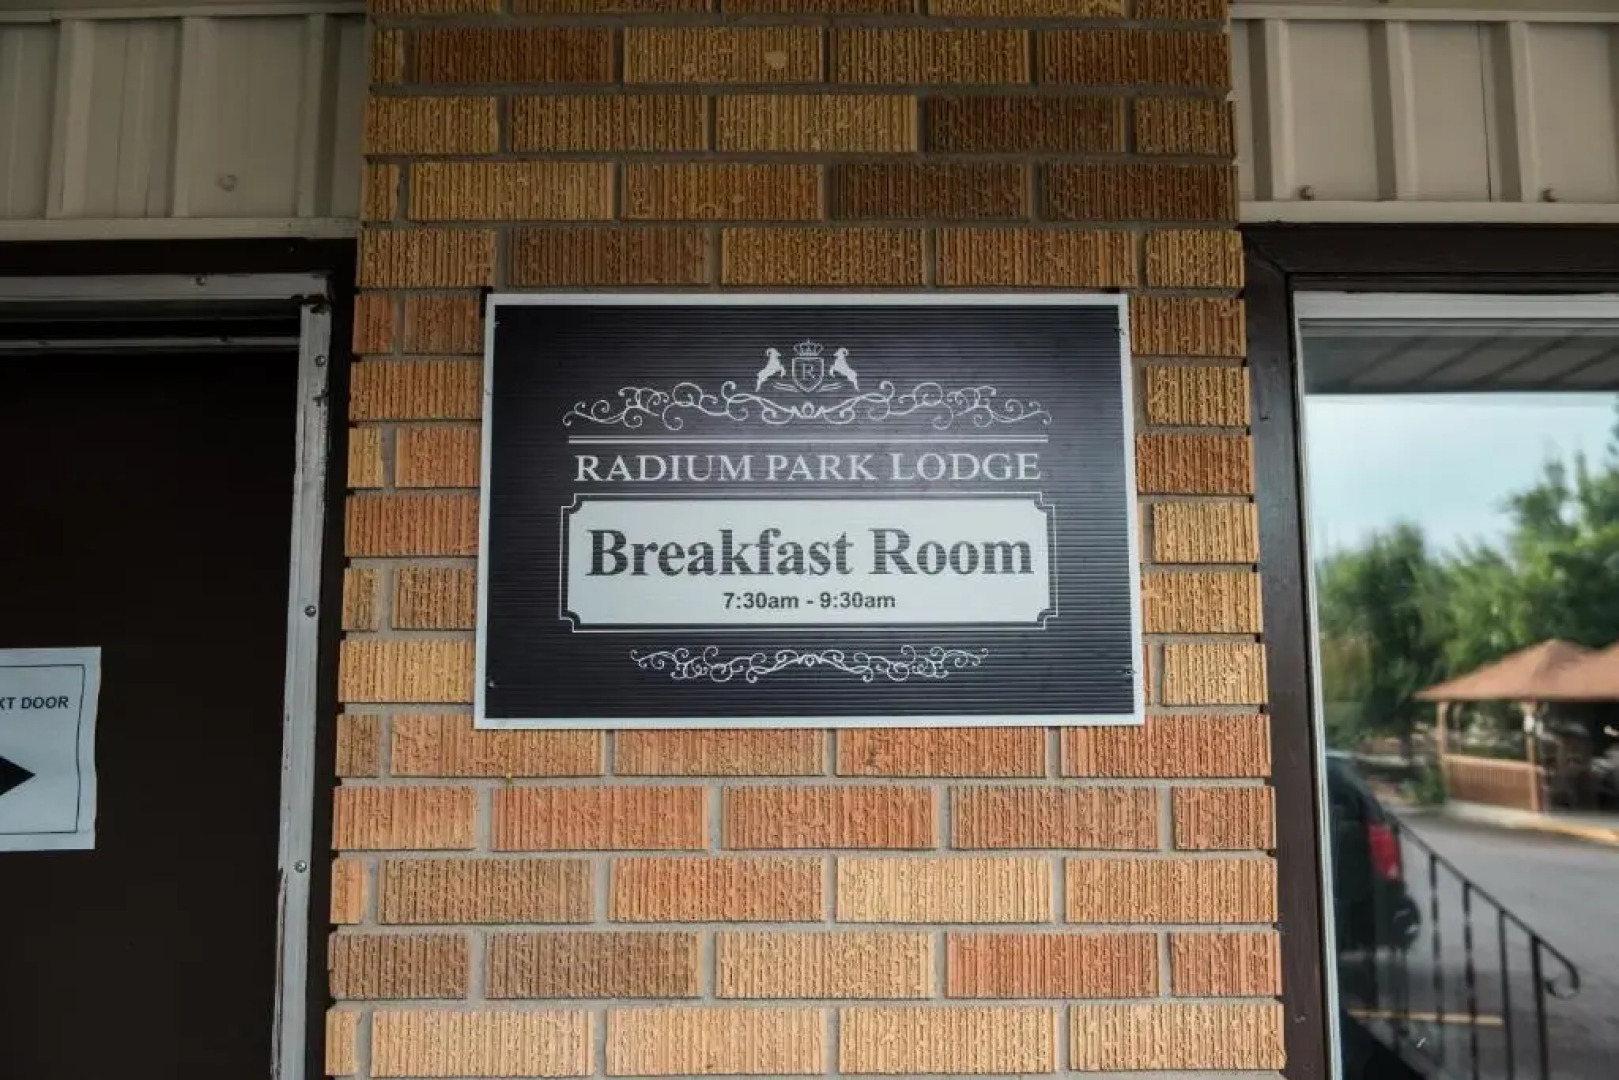 R
RADIUM PARK LODGE
Breakfast Room
7:30am - 9:30am
XT DOOR